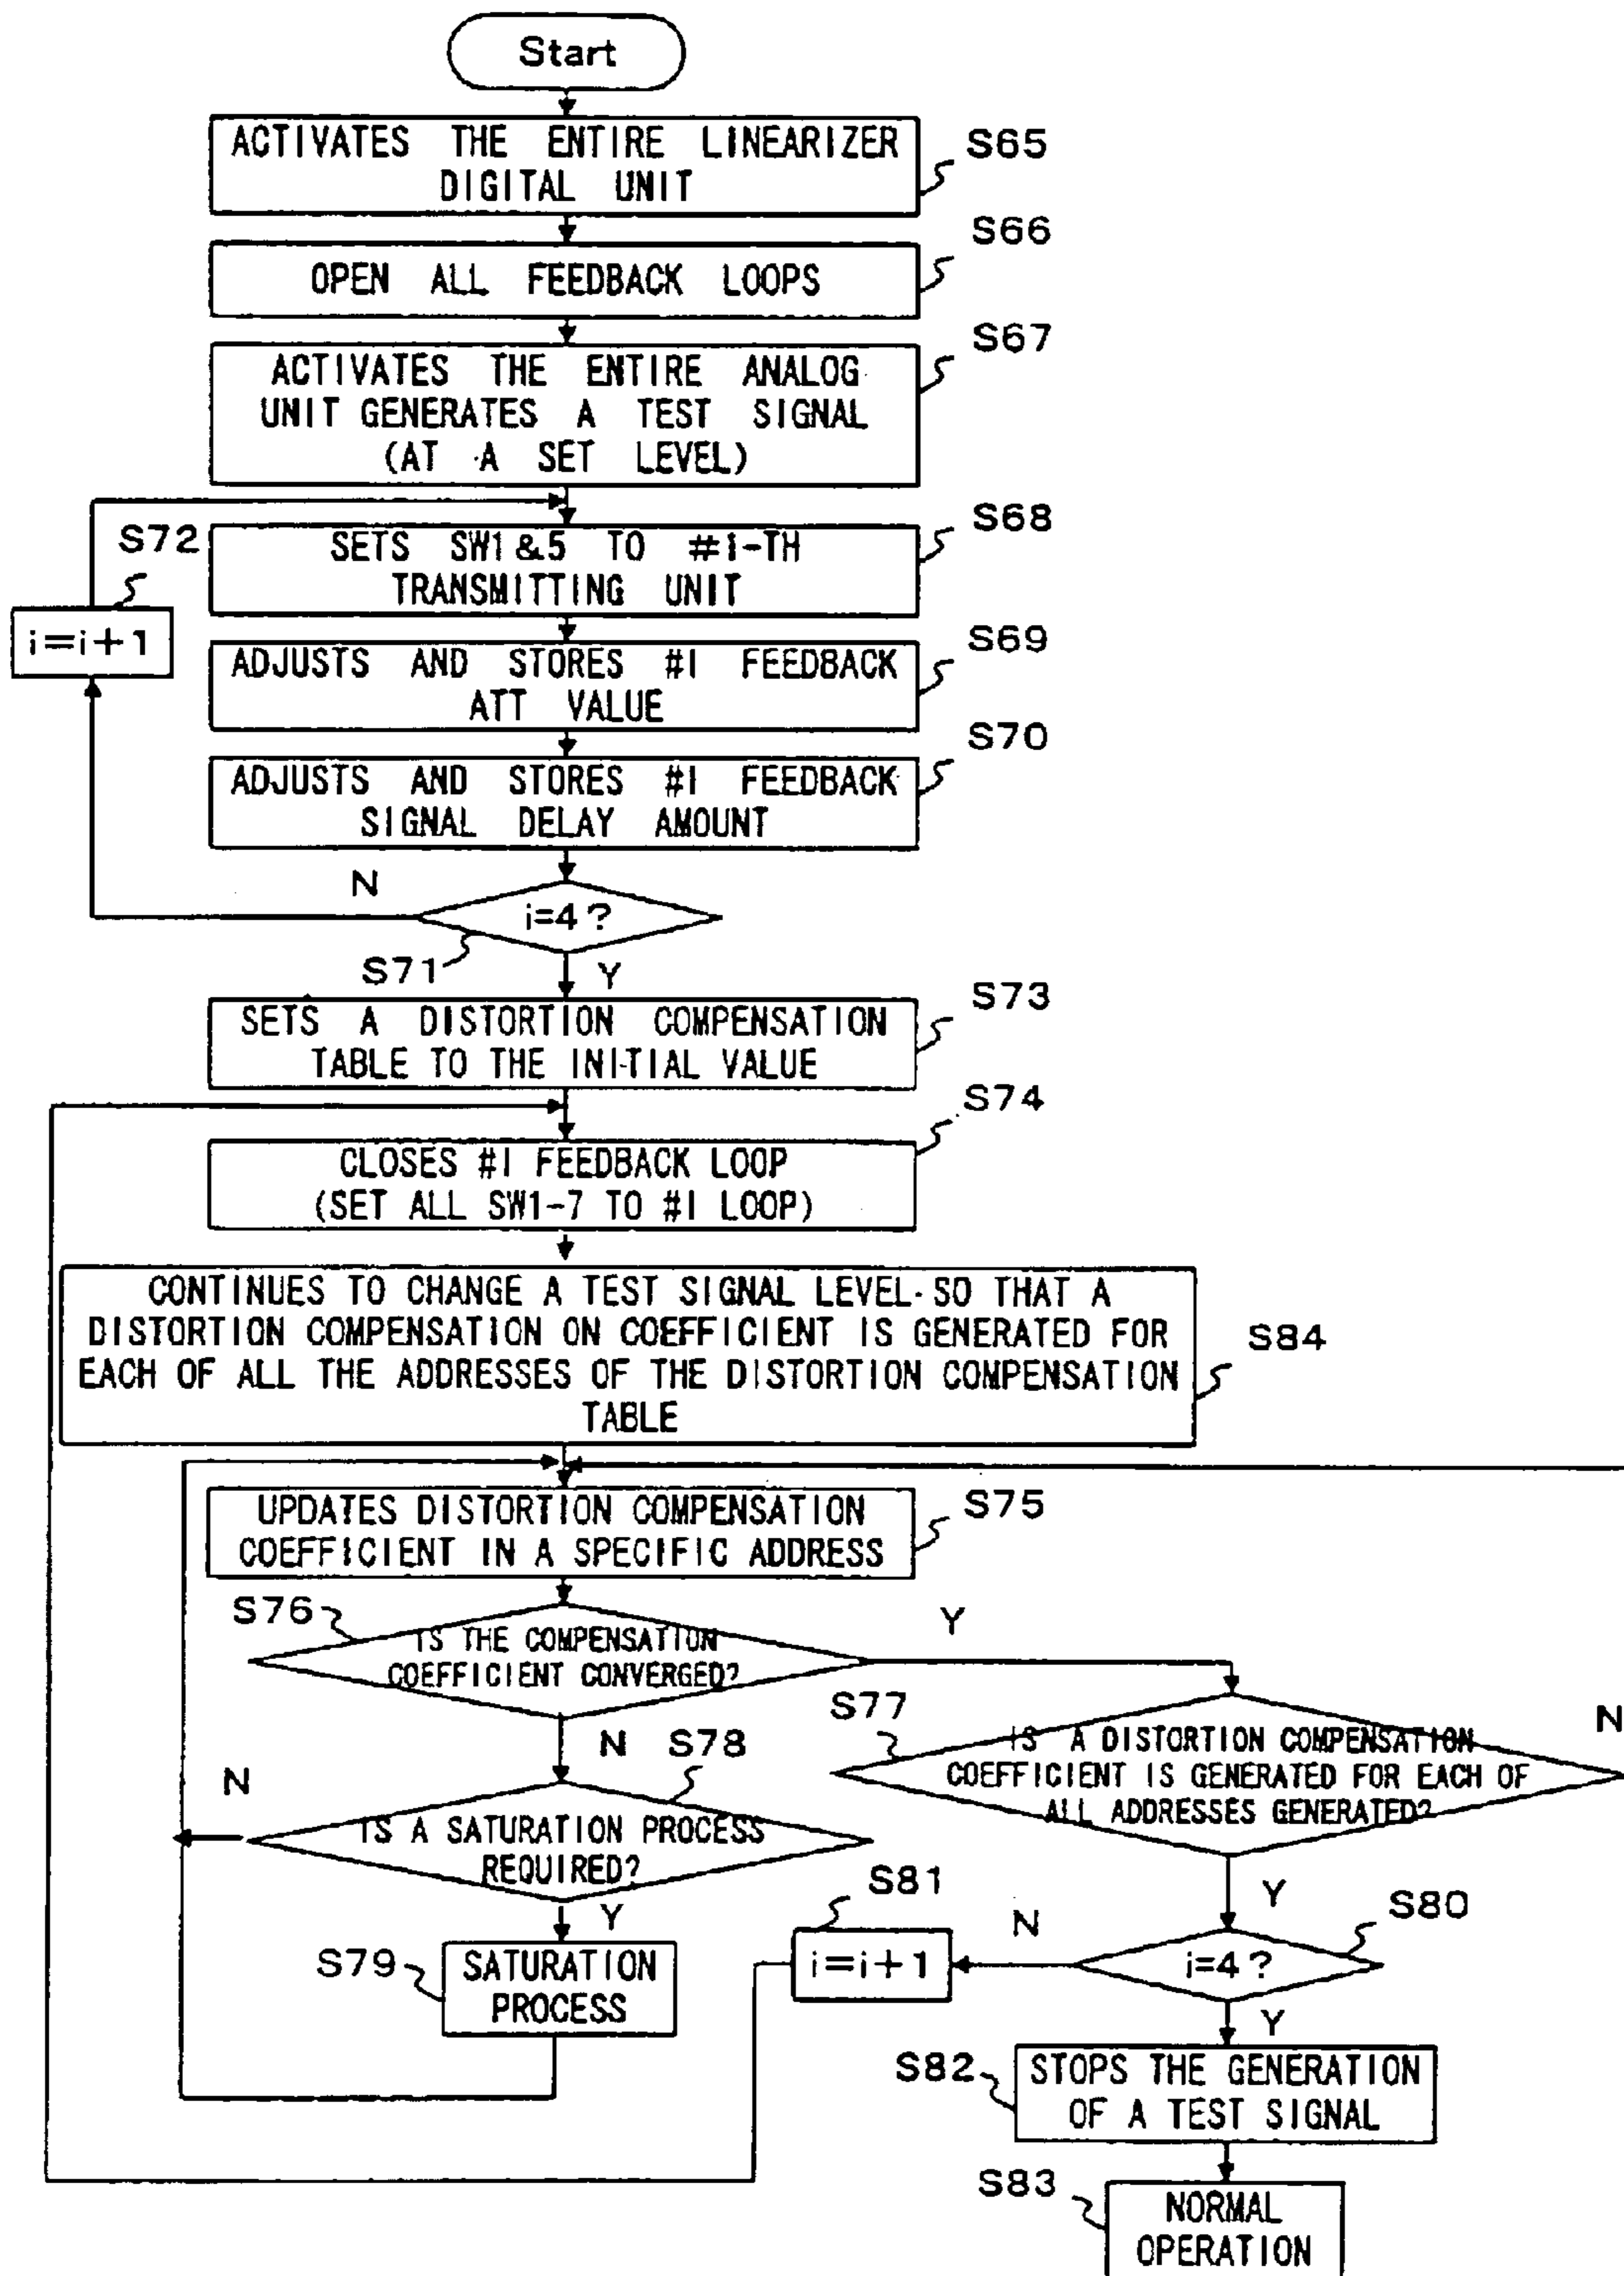 Start
ACTIVATES THE ENTIRE LINEARIZER
DIGITAL UNIT
S65
OPEN ALL FEEDBACK LOOPS
S66
ACTIVATES THE ENTIRE ANALOG
UNIT GENERATES A TEST SIGNAL
(AT A SET LEVEL)
S67
SETS SW1&5 TO #I-TH
TRANSMITTING UNIT
S68
S72
i=i+1
ADJUSTS AND STORES #I FEEDBACK
ATT VALUE
S69
ADJUSTS AND STORES #I FEEDBACK
SIGNAL DELAY AMOUNT
S70
N
i=4?
S71
Y
SETS A DISTORTION COMPENSATION
TABLE TO THE INITIAL VALUE
S73
CLOSES #I FEEDBACK LOOP
(SET ALL SW1-7 TO #I LOOP)
S74
CONTINUES TO CHANGE A TEST SIGNAL LEVEL SO THAT A
DISTORTION COMPENSATION ON COEFFICIENT IS GENERATED FOR
EACH OF ALL THE ADDRESSES OF THE DISTORTION COMPENSATION
TABLE
S84
UPDATES DISTORTION COMPENSATION
COEFFICIENT IN A SPECIFIC ADDRESS
S75
S76
IS THE COMPENSATION
COEFFICIENT CONVERGED?
Y
N
S77
IS A DISTORTION COMPENSATION
COEFFICIENT IS GENERATED FOR EACH OF
ALL ADDRESSES GENERATED?
N
S78
N
IS A SATURATION PROCESS
REQUIRED?
Y
S79
SATURATION
PROCESS
Y
S80
i=4?
N
S81
i=i+1
Y
S82
STOPS THE GENERATION
OF A TEST SIGNAL
S83
NORMAL
OPERATION